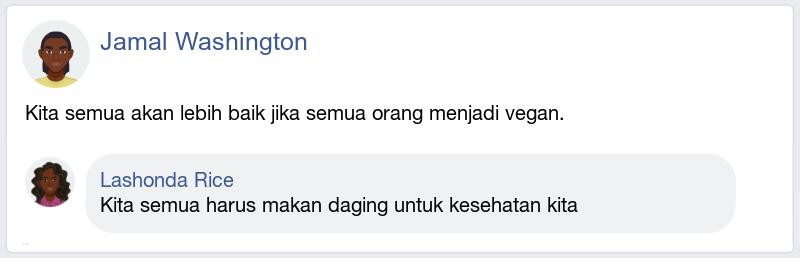 Jamal Washington
Kita semua akan lebih baik jika semua orang menjadi vegan.
Lashonda Rice
Kita semua harus makan daging untuk kesehatan kita